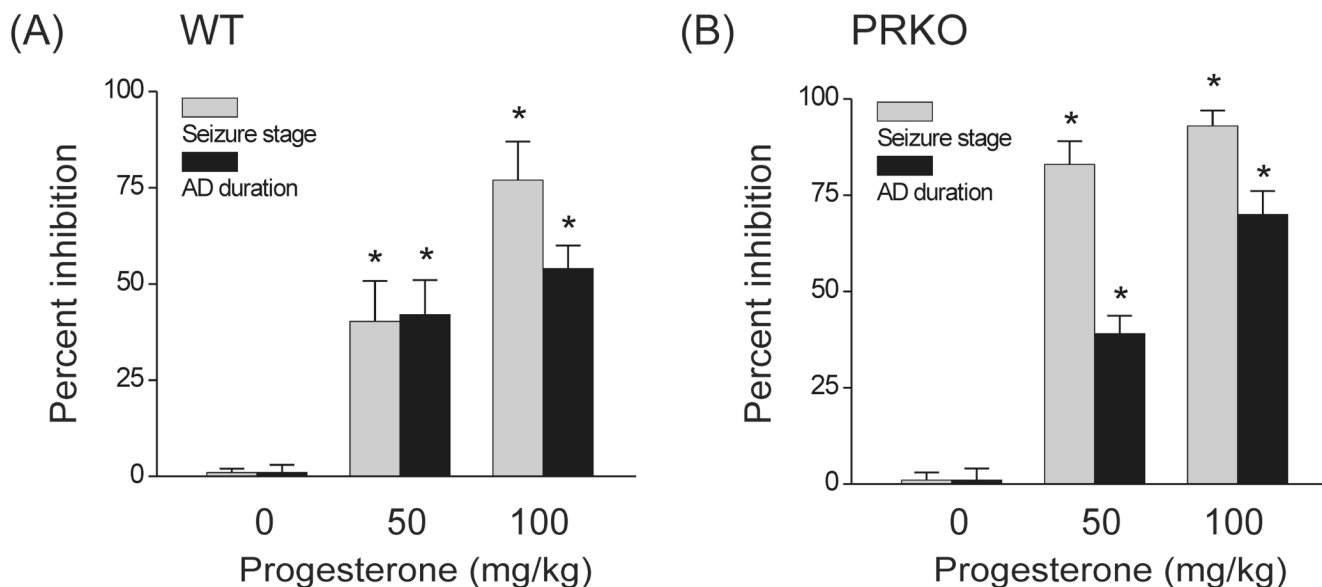 (A) WT
Percent inhibition
100
75
50
25
0
Seizure stage
AD duration
*
* *
*
0 50 100
Progesterone (mg/kg)
(B) PRKO
Percent inhibition
100
75
50
25
0
Seizure stage
AD duration
*
*
*
*
0 50 100
Progesterone (mg/kg)